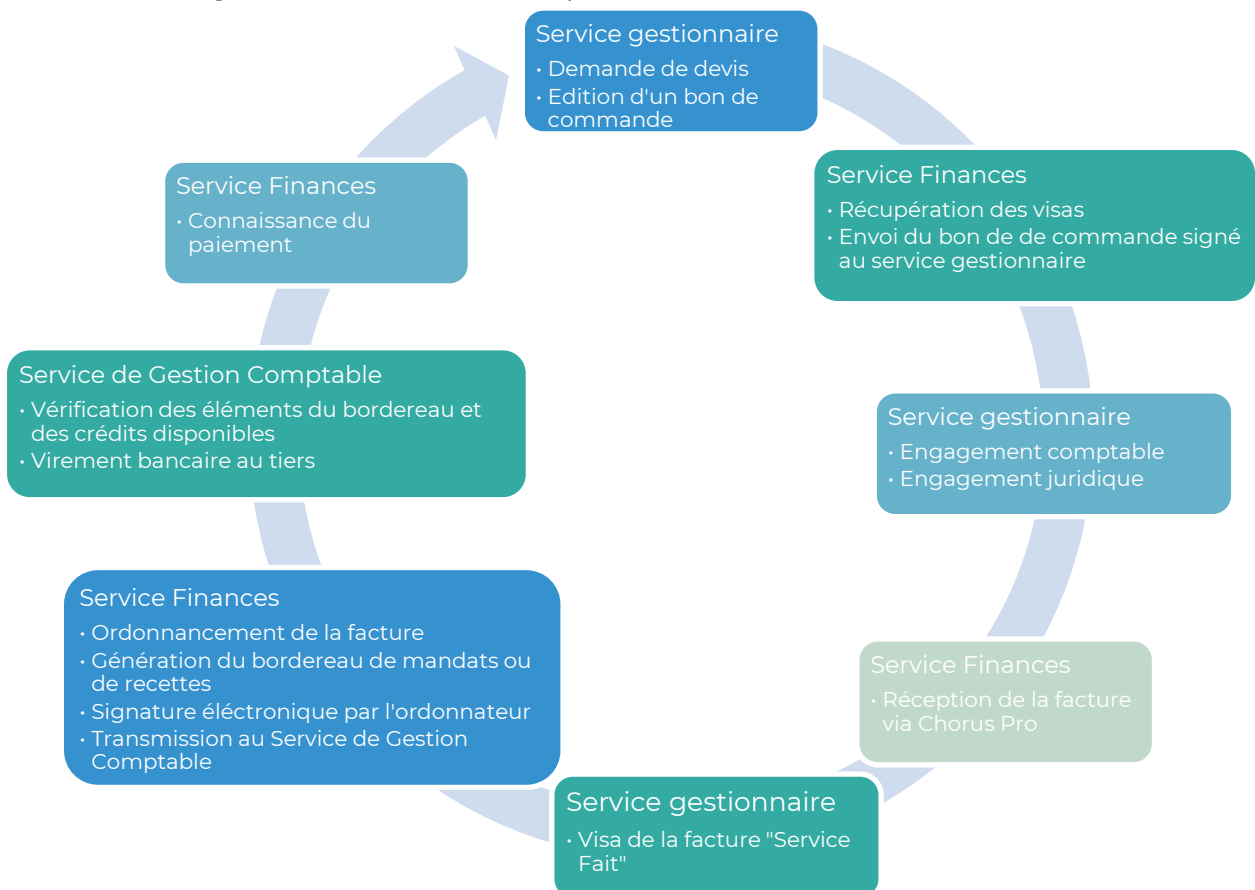 Service gestionnaire
· Demande de devis
· Edition d'un bon de
commande
Service Finances
· Récupération des visas
· Envoi du bon de de commande signé
au service gestionnaire
Service gestionnaire
· Engagement comptable
· Engagement juridique
Service Finances
· Réception de la facture
via Chorus Pro
Service gestionnaire
· Visa de la facture "Service
Fait"
Service Finances
· Ordonnancement de la facture
· Génération du bordereau de mandats ou
de recettes
· Signature éléctronique par l'ordonnateur
· Transmission au Service de Gestion
Comptable
Service de Gestion Comptable
· Vérification des éléments du bordereau et
des crédits disponibles
· Virement bancaire au tiers
Service Finances
· Connaissance du
paiement